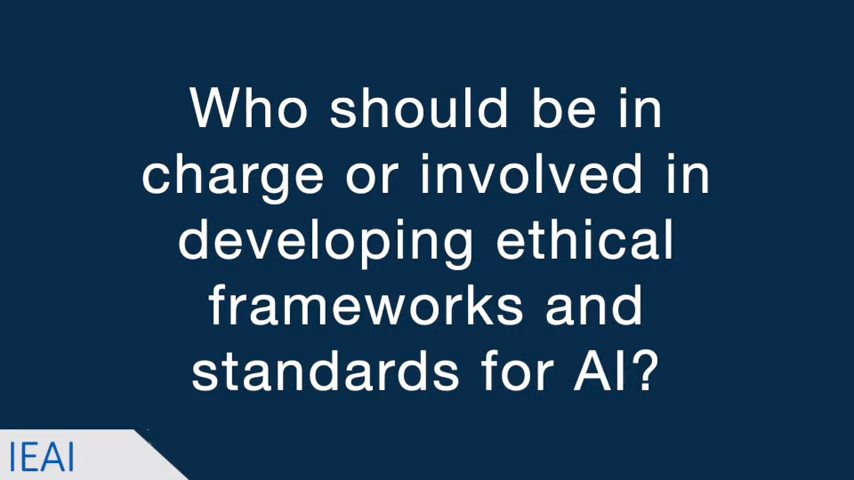 Who should be in
charge or involved in
developing ethical
frameworks and
standards for AI?
IEAI